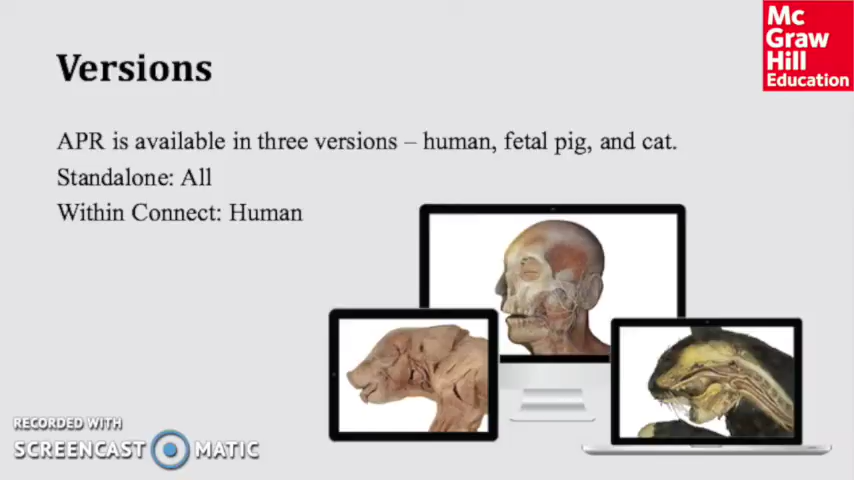 Versions
Mc
Graw
Hill
Education
APR is available in three versions – human, fetal pig, and cat.
Standalone: All
Within Connect: Human
RECORDED WITH
SCREENCAST MATIC